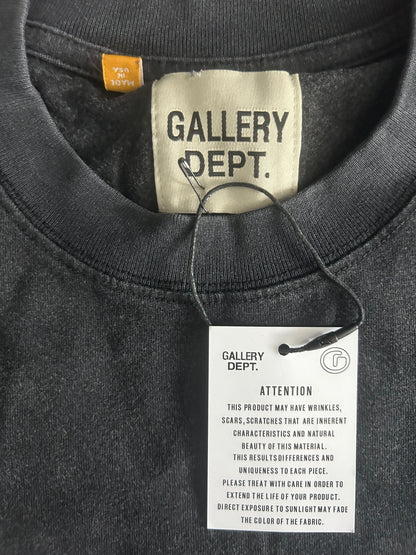 MADE
IN
USA
GALLERY
DEPT.
GALLERY
DEPT.
G
ATTENTION
THIS PRODUCT MAY HAVE WRINKLES,
SCARS,SCRATCHES THAT ARE INHERENT
CHARACTERISTICS AND NATURAL
BEAUTY OF THIS MATERIAL.
THIS RESULTSDIFFERENCES AND
UNIQUENESS TO EACH PIECE.
PLEASE TREAT WITH CARE IN ORDER TO
EXTEND THE LIFE OF YOUR PRODUCT.
DIRECT EXPOSURE TO SUNLIGHT MAY FADE
THE COLOR OF THE FABRIC.